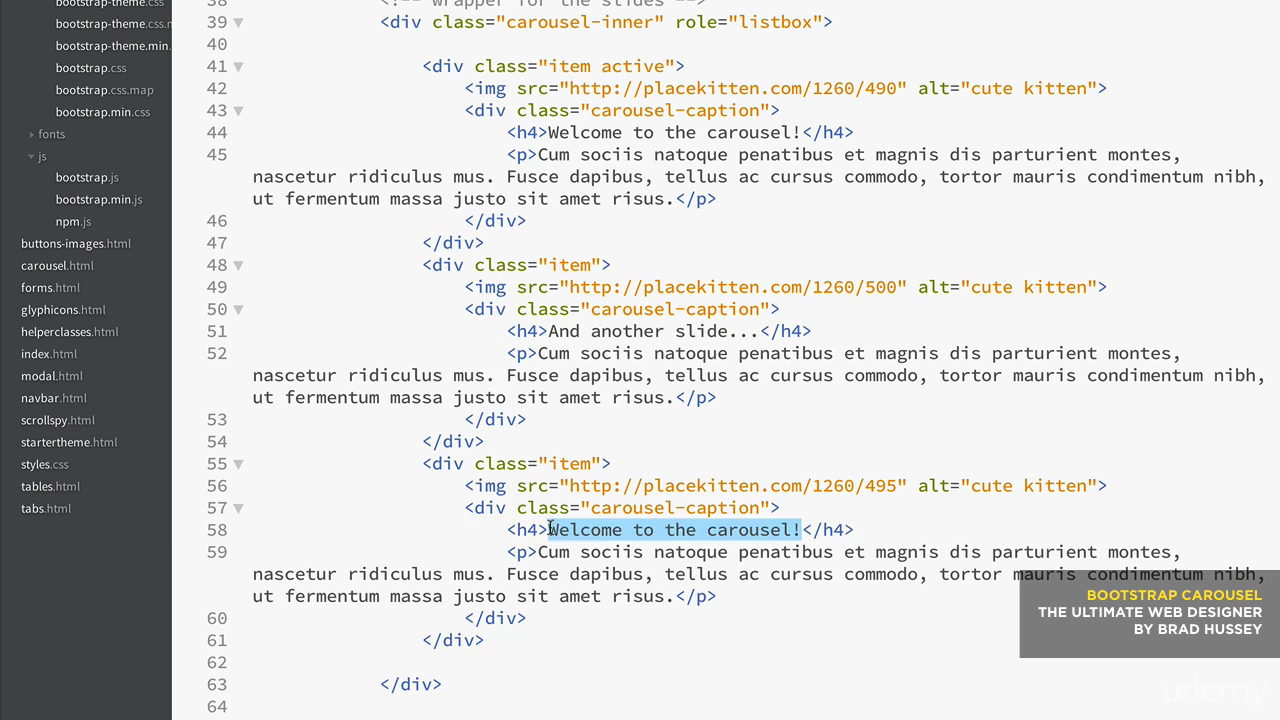 bootstrap-theme.css
bootstrap-theme.css.m
bootstrap-theme.min.
bootstrap.css
bootstrap.css.map
bootstrap.min.css
fonts
js
bootstrap.js
bootstrap.min.js
npm.js
buttons-images.html
carousel.html
forms.html
glyphicons.html
helperclasses.html
index.html
modal.html
navbar.html
scrollspy.html
startertheme.html
styles.css
tables.html
tabs.html
38 <!-- Wrapper for the slides -->
39 <div class="carousel-inner" role="listbox">
40
41 <div class="item active">
42 <img src="http://placekitten.com/1260/490" alt="cute kitten">
43 <div class="carousel-caption">
44 <h4>Welcome to the carousel!</h4>
45 <p>Cum sociis natoque penatibus et magnis dis parturient montes,
nascetur ridiculus mus. Fusce dapibus, tellus ac cursus commodo, tortor mauris condimentum nibh,
ut fermentum massa justo sit amet risus.</p>
46 </div>
47 </div>
48 <div class="item">
49 <img src="http://placekitten.com/1260/500" alt="cute kitten">
50 <div class="carousel-caption">
51 <h4>And another slide...</h4>
52 <p>Cum sociis natoque penatibus et magnis dis parturient montes,
nascetur ridiculus mus. Fusce dapibus, tellus ac cursus commodo, tortor mauris condimentum nibh,
ut fermentum massa justo sit amet risus.</p>
53 </div>
54 </div>
55 <div class="item">
56 <img src="http://placekitten.com/1260/495" alt="cute kitten">
57 <div class="carousel-caption">
58 <h4>Welcome to the carousel!</h4>
59 <p>Cum sociis natoque penatibus et magnis dis parturient montes,
nascetur ridiculus mus. Fusce dapibus, tellus ac cursus commodo, tortor mauris condimentum nibh,
ut fermentum massa justo sit amet risus.</p>
60 </div>
61 </div>
62
63 </div>
64
BOOTSTRAP CAROUSEL
THE ULTIMATE WEB DESIGNER
BY BRAD HUSSEY
udemy